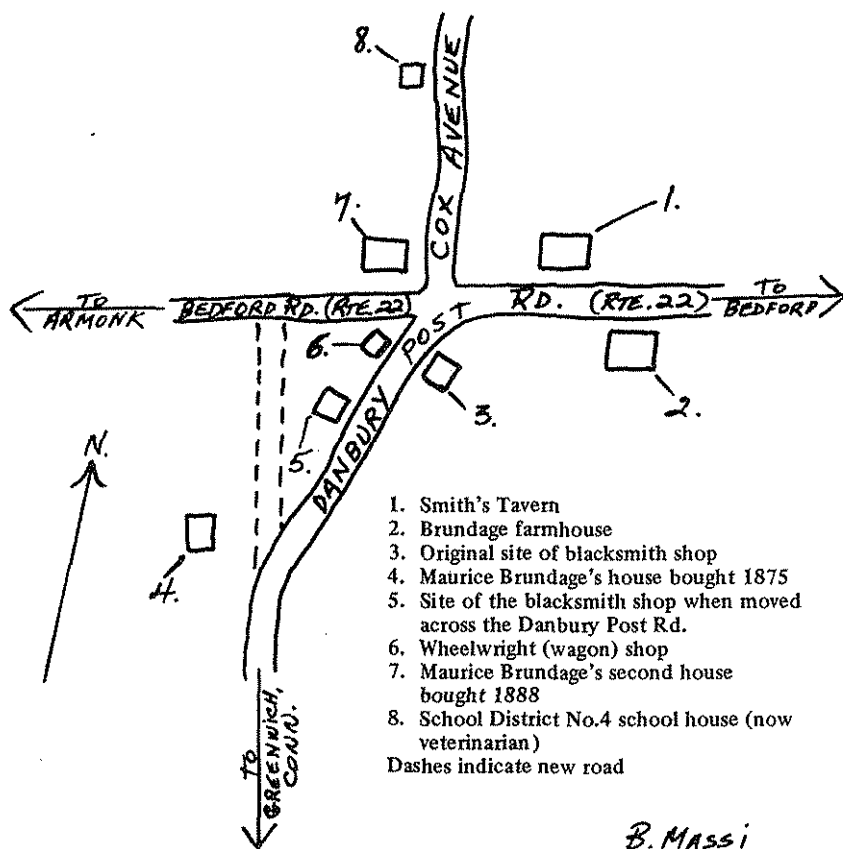 8.
COX AVENUE
7.
1.
TO ARMONK
BEDFORD RD. (RTE.22)
RD. (RTE.22)
TO BEDFORD
6.
DANBURY POST
3.
2.
5.
N.
4.
TO GREENWICH, CONN.
1. Smith's Tavern
2. Brundage farmhouse
3. Original site of blacksmith shop
4. Maurice Brundage's house bought 1875
5. Site of the blacksmith shop when moved
across the Danbury Post Rd.
6. Wheelwright (wagon) shop
7. Maurice Brundage's second house
bought 1888
8. School District No.4 school house (now
veterinarian)
Dashes indicate new road
B. MASSI